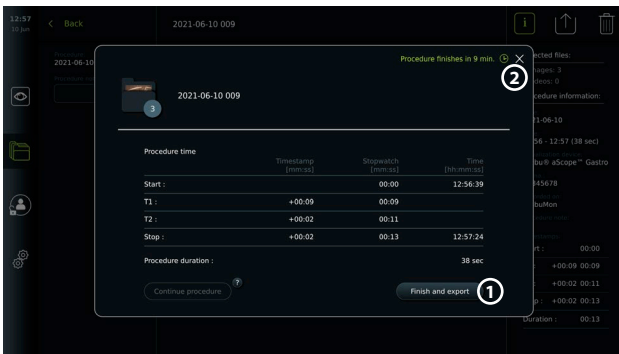 12:57
10 Jun
Back
2021-06-10 009
i
Procedure
2021-06-10
Procedure finishes in 9 min.
2
3
2021-06-10 009
Procedure time
Timestamp Stopwatch Time
[mm:ss] [mm:ss] [hh:mm:ss]
Start : 00:00 12:56:39
T1 : +00:09 00:09
T2 : +00:02 00:11
Stop : +00:02 00:13 12:57:24
Procedure duration : 38 sec
Continue procedure ?
Finish and export 1
ected files:
mages: 3
deos: 0
cedure information:
21-06-10
56 - 12:57 (38 sec)
bu® aScope™ Gastro
345678
buMon
rt : 00:00
: +00:09 00:09
: +00:02 00:11
p : +00:02 00:13
Duration : 00:13